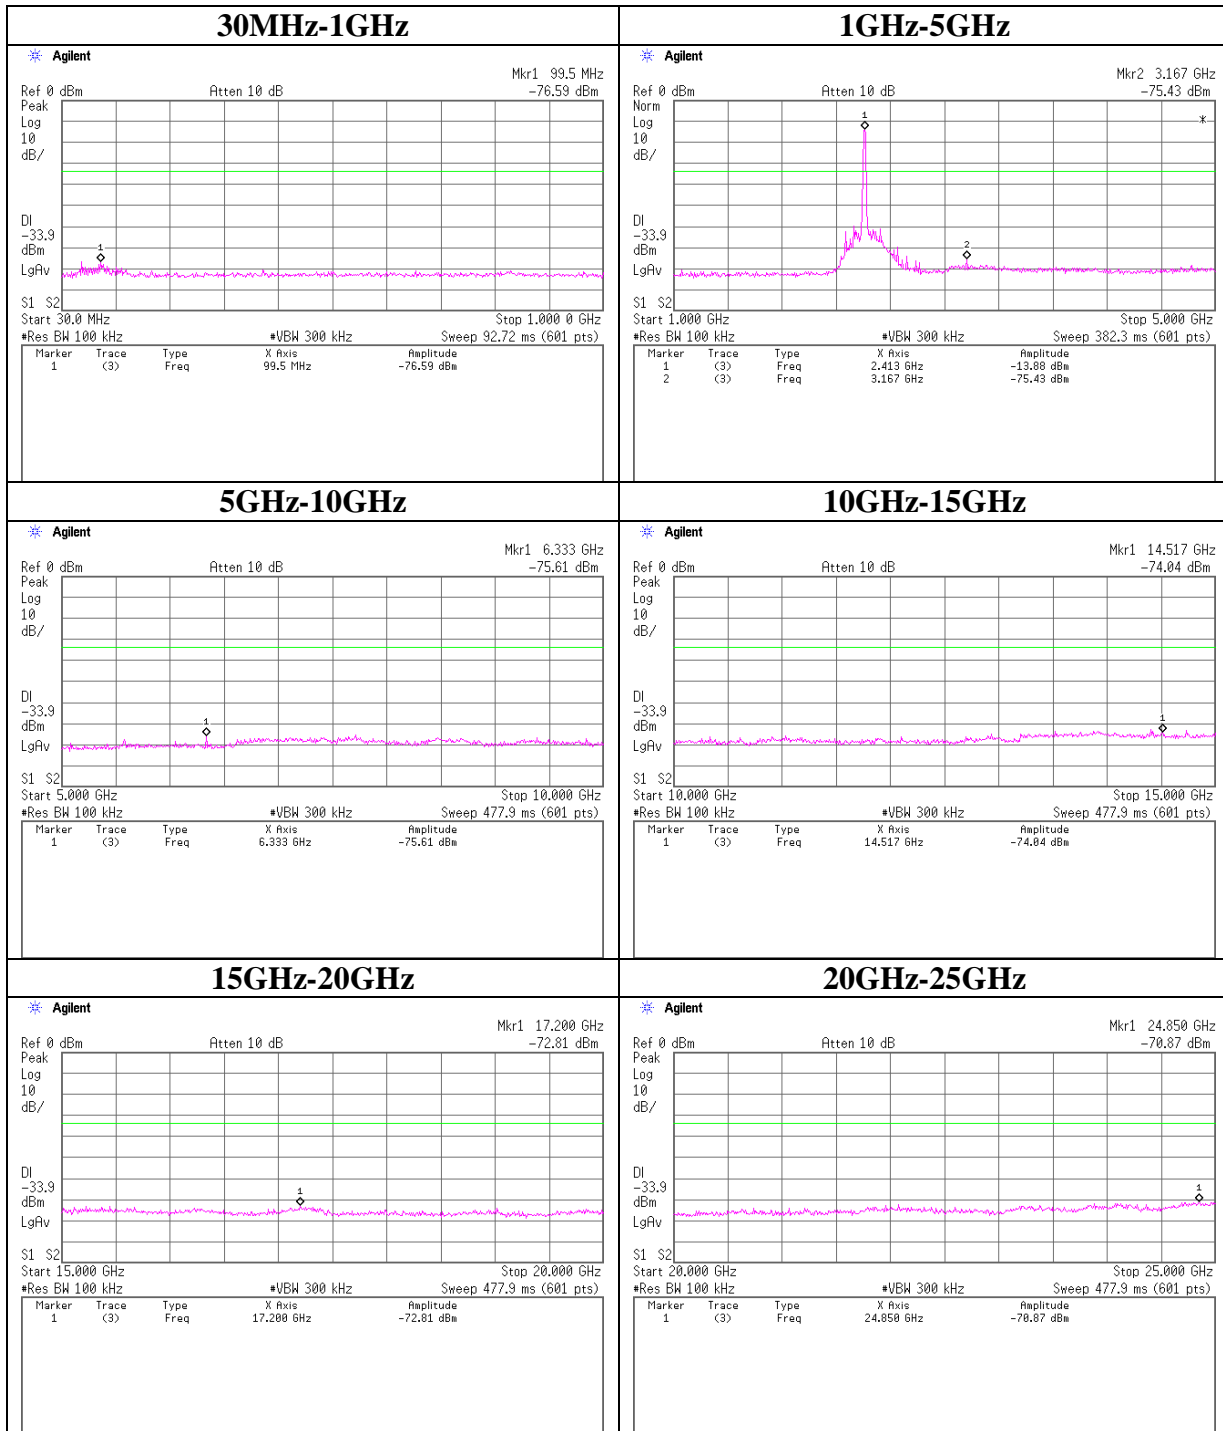 30MHz-1GHz
Agilent
Mkr1 99.5 MHz
Ref 0 dBm Atten 10 dB -76.59 dBm
Peak
Log
10
dB/
1
DI
-33.9
dBm
LgAv
S1 S2
Start 30.0 MHz Stop 1.000 0 GHz
#Res BW 100 kHz #VBW 300 kHz Sweep 92.72 ms (601 pts)
Marker Trace Type X Axis Amplitude
1 (3) Freq 99.5 MHz -76.59 dBm
1GHz-5GHz
Agilent
Mkr2 3.167 GHz
Ref 0 dBm Atten 10 dB -75.43 dBm
Norm
Log
10
dB/
1
*
DI
-33.9
dBm
2
LgAv
S1 S2
Start 1.000 GHz Stop 5.000 GHz
#Res BW 100 kHz #VBW 300 kHz Sweep 382.3 ms (601 pts)
Marker Trace Type X Axis Amplitude
1 (3) Freq 2.413 GHz -13.88 dBm
2 (3) Freq 3.167 GHz -75.43 dBm
5GHz-10GHz
Agilent
Mkr1 6.333 GHz
Ref 0 dBm Atten 10 dB -75.61 dBm
Peak
Log
10
dB/
DI
-33.9
dBm
1
LgAv
S1 S2
Start 5.000 GHz Stop 10.000 GHz
#Res BW 100 kHz #VBW 300 kHz Sweep 477.9 ms (601 pts)
Marker Trace Type X Axis Amplitude
1 (3) Freq 6.333 GHz -75.61 dBm
10GHz-15GHz
Agilent
Mkr1 14.517 GHz
Ref 0 dBm Atten 10 dB -74.04 dBm
Peak
Log
10
dB/
DI
-33.9
dBm
1
LgAv
S1 S2
Start 10.000 GHz Stop 15.000 GHz
#Res BW 100 kHz #VBW 300 kHz Sweep 477.9 ms (601 pts)
Marker Trace Type X Axis Amplitude
1 (3) Freq 14.517 GHz -74.04 dBm
15GHz-20GHz
Agilent
Mkr1 17.200 GHz
Ref 0 dBm Atten 10 dB -72.81 dBm
Peak
Log
10
dB/
DI
-33.9
1
dBm
LgAv
S1 S2
Start 15.000 GHz Stop 20.000 GHz
#Res BW 100 kHz #VBW 300 kHz Sweep 477.9 ms (601 pts)
Marker Trace Type X Axis Amplitude
1 (3) Freq 17.200 GHz -72.81 dBm
20GHz-25GHz
Agilent
Mkr1 24.850 GHz
Ref 0 dBm Atten 10 dB -70.87 dBm
Peak
Log
10
dB/
DI
-33.9
1
dBm
LgAv
S1 S2
Start 20.000 GHz Stop 25.000 GHz
#Res BW 100 kHz #VBW 300 kHz Sweep 477.9 ms (601 pts)
Marker Trace Type X Axis Amplitude
1 (3) Freq 24.850 GHz -70.87 dBm